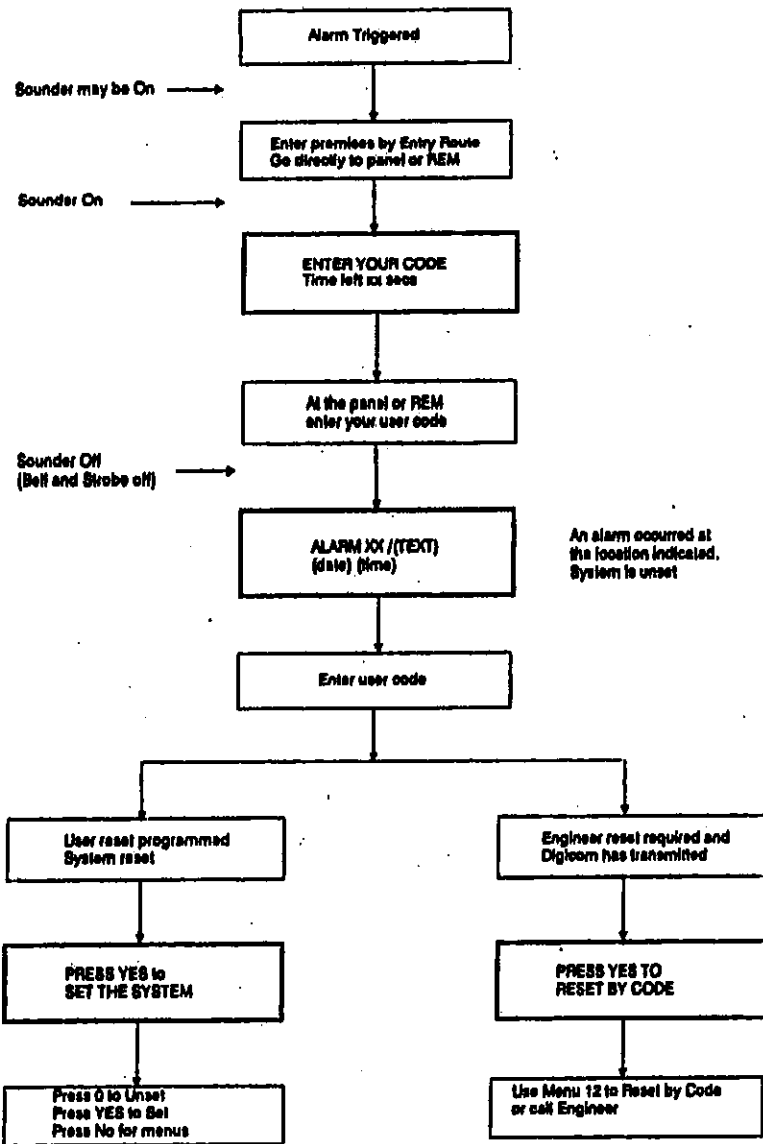 Alarm Triggered
Sounder may be On
Enter premises by Entry Route
Go directly to panel or REM
Sounder On
ENTER YOUR CODE
Time left xx secs
At the panel or REM
enter your user code
Sounder Off
(Bell and Strobe off)
ALARM XX /(TEXT)
(date) (time)
An alarm occurred at
the location indicated.
System is unset
Enter user code
User reset programmed
System reset
Engineer reset required and
Digicom has transmitted
PRESS YES to
SET THE SYSTEM
PRESS YES TO
RESET BY CODE
Press 0 to Unset
Press YES to Set
Press No for menus
Use Menu 12 to Reset by Code
or call Engineer